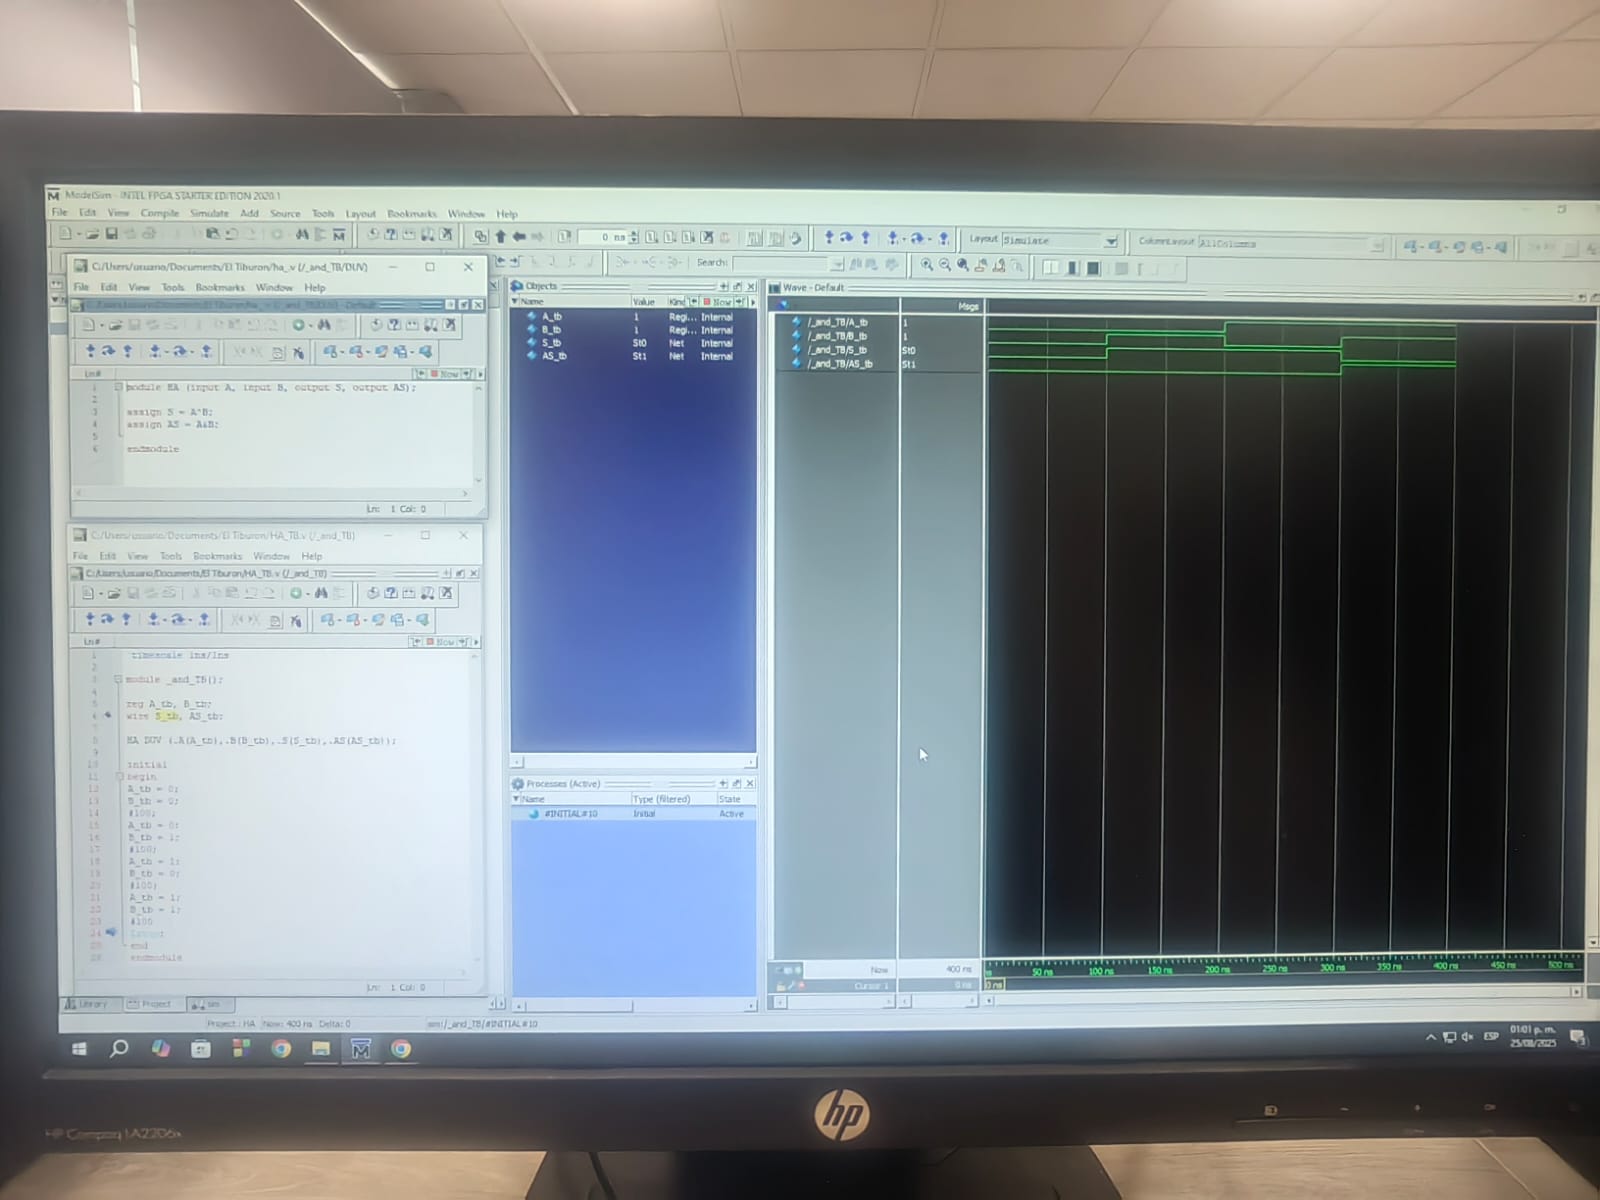 ModelSim - INTEL FPGA STARTER EDITION 2020.1
File Edit View Compile Simulate Add Source Tools Layout Bookmarks Window Help
0 ns
Layout Simulate
ColumnLayout AllColumns
Search:
C:/Users/usuario/Documents/El Tiburon/ha_.v (/_and_TB/DUV)
File Edit View Tools Bookmarks Window Help
Ln#
Now
1 module HA (input A, input B, output S, output AS);
2
3 assign S = A^B;
4 assign AS = A&B;
5
6 endmodule
Ln: 1 Col: 0
C:/Users/usuario/Documents/El Tiburon/HA_TB.v (/_and_TB)
File Edit View Tools Bookmarks Window Help
C:/Users/usuario/Documents/El Tiburon/HA_TB.v (/_and_TB)
Ln#
Now
1 `timescale 1ns/1ns
2
3 module _and_TB();
4
5 reg A_tb, B_tb;
6 wire S_tb, AS_tb;
7
8 HA DUV (.A(A_tb),.B(B_tb),.S(S_tb),.AS(AS_tb));
9
10 initial
11 begin
12 A_tb = 0;
13 B_tb = 0;
14 #100;
15 A_tb = 0;
16 B_tb = 1;
17 #100;
18 A_tb = 1;
19 B_tb = 0;
20 #100;
21 A_tb = 1;
22 B_tb = 1;
23 #100
24
25 end
26 endmodule
Ln: 1 Col: 0
Library Project sim
Objects
Name Value Kind Now
A_tb 1 Regi... Internal
B_tb 1 Regi... Internal
S_tb St0 Net Internal
AS_tb St1 Net Internal
Processes (Active)
Name Type (filtered) State
#INITIAL#10 Initial Active
Wave - Default
Msgs
/_and_TB/A_tb 1
/_and_TB/B_tb 1
/_and_TB/S_tb St0
/_and_TB/AS_tb St1
Now 400 ns
Cursor 1 0 ns
ns 50 ns 100 ns 150 ns 200 ns 250 ns 300 ns 350 ns 400 ns 450 ns 500 ns
0 ns
Project : HA Now: 400 ns Delta: 0 sim:/_and_TB/#INITIAL#10
ESP
01:01 p. m.
25/08/2025
hp
HP Compaq LA2206x